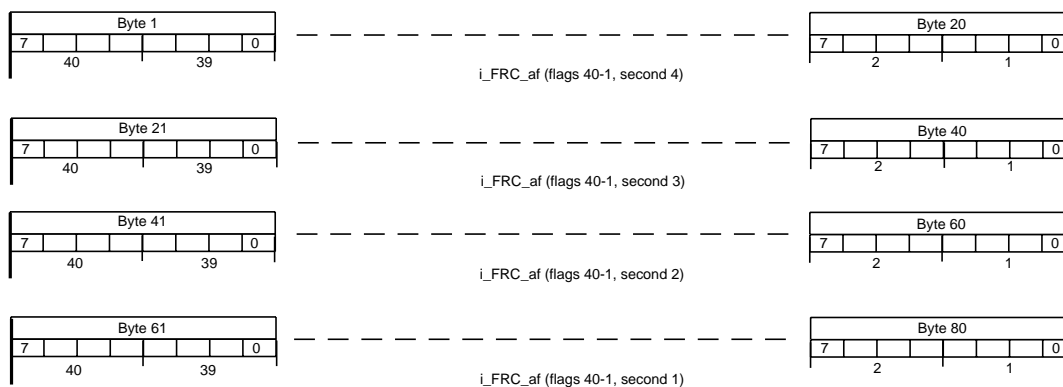 Byte 1 Byte 20
7 0 7 0
40 39 2 1
i_FRC_af (flags 40-1, second 4)
Byte 21 Byte 40
7 0 7 0
40 39 2 1
i_FRC_af (flags 40-1, second 3)
Byte 41 Byte 60
7 0 7 0
40 39 2 1
i_FRC_af (flags 40-1, second 2)
Byte 61 Byte 80
7 0 7 0
40 39 2 1
i_FRC_af (flags 40-1, second 1)